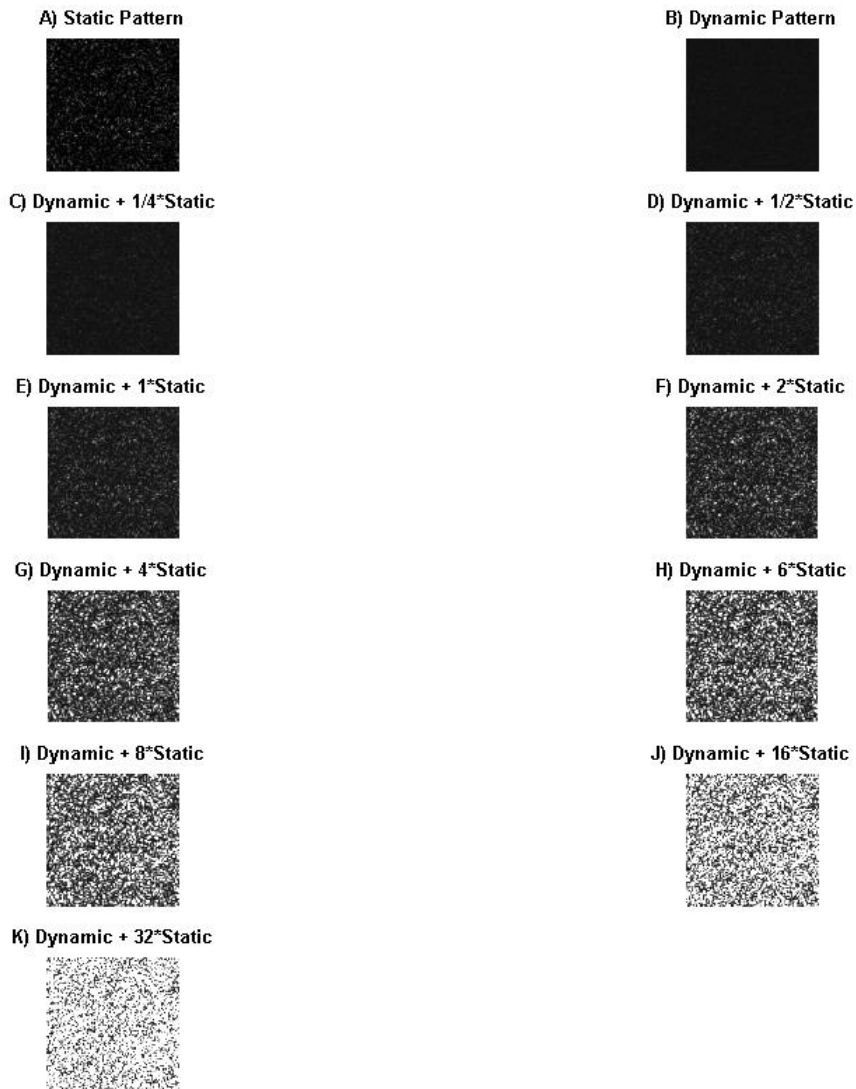 A) Static Pattern
B) Dynamic Pattern
C) Dynamic + 1/4*Static
D) Dynamic + 1/2*Static
E) Dynamic + 1*Static
F) Dynamic + 2*Static
G) Dynamic + 4*Static
H) Dynamic + 6*Static
I) Dynamic + 8*Static
J) Dynamic + 16*Static
K) Dynamic + 32*Static